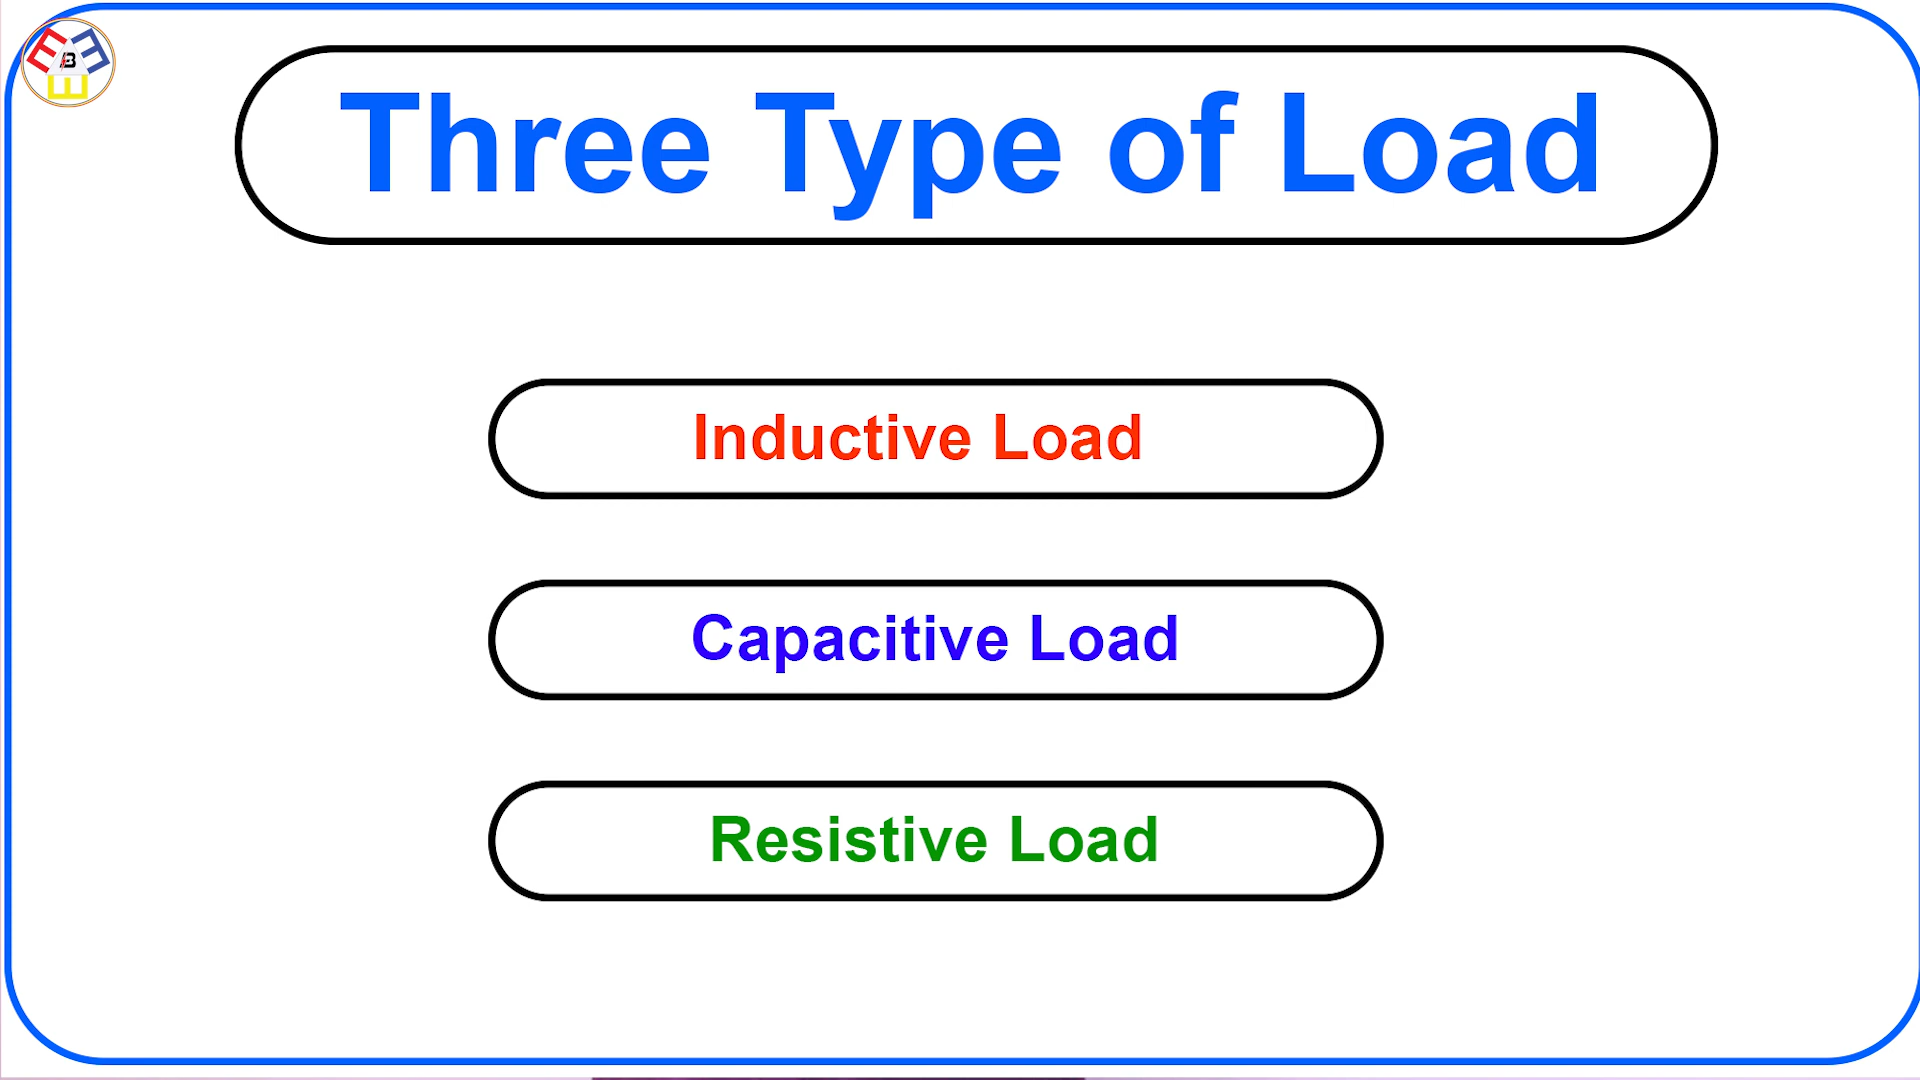 Three Type of Load
Inductive Load
Capacitive Load
Resistive Load